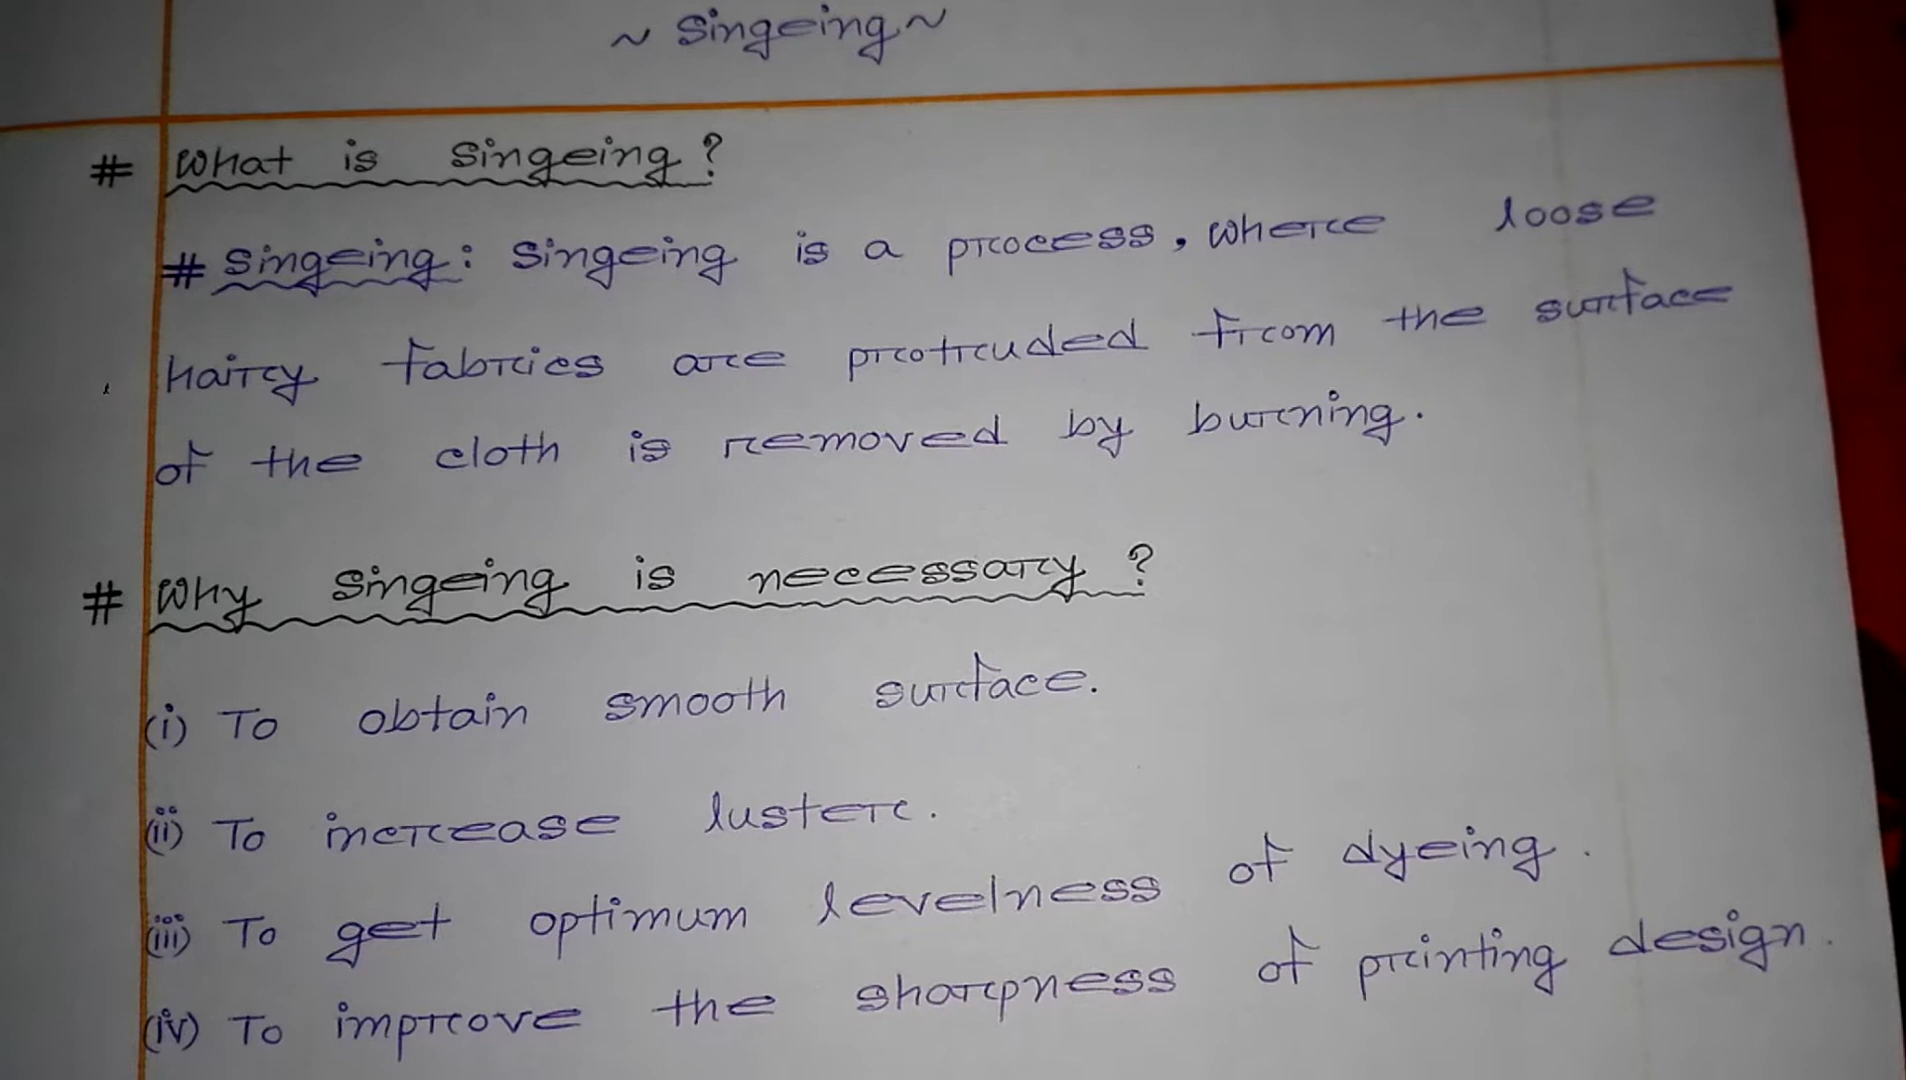 ~ Singeing ~
# What is Singeing?
# Singeing: Singeing is a process, where loose
hairy fabrics are protruded from the surface
of the cloth is removed by burning.
# Why Singeing is necessary?
(i) To obtain smooth surface.
(ii) To increase luster.
(iii) To get optimum levelness of dyeing.
(iv) To improve the sharpness of printing design.